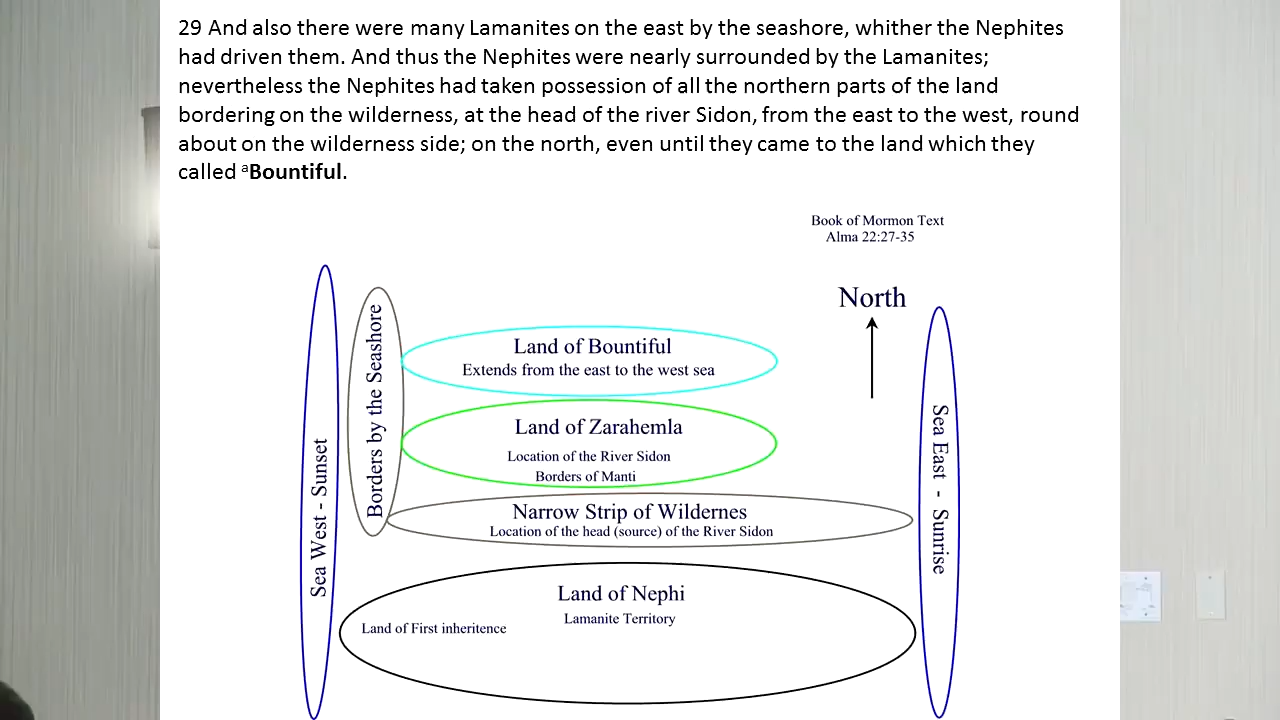 29 And also there were many Lamanites on the east by the seashore, whither the Nephites
had driven them. And thus the Nephites were nearly surrounded by the Lamanites;
nevertheless the Nephites had taken possession of all the northern parts of the land
bordering on the wilderness, at the head of the river Sidon, from the east to the west, round
about on the wilderness side; on the north, even until they came to the land which they
called aBountiful.
Book of Mormon Text
Alma 22:27-35
North
Sea West - Sunset
Borders by the Seashore
Land of Bountiful
Extends from the east to the west sea
Land of Zarahemla
Location of the River Sidon
Borders of Manti
Narrow Strip of Wildernes
Location of the head (source) of the River Sidon
Land of Nephi
Lamanite Territory
Land of First inheritence
Sea East - Sunrise